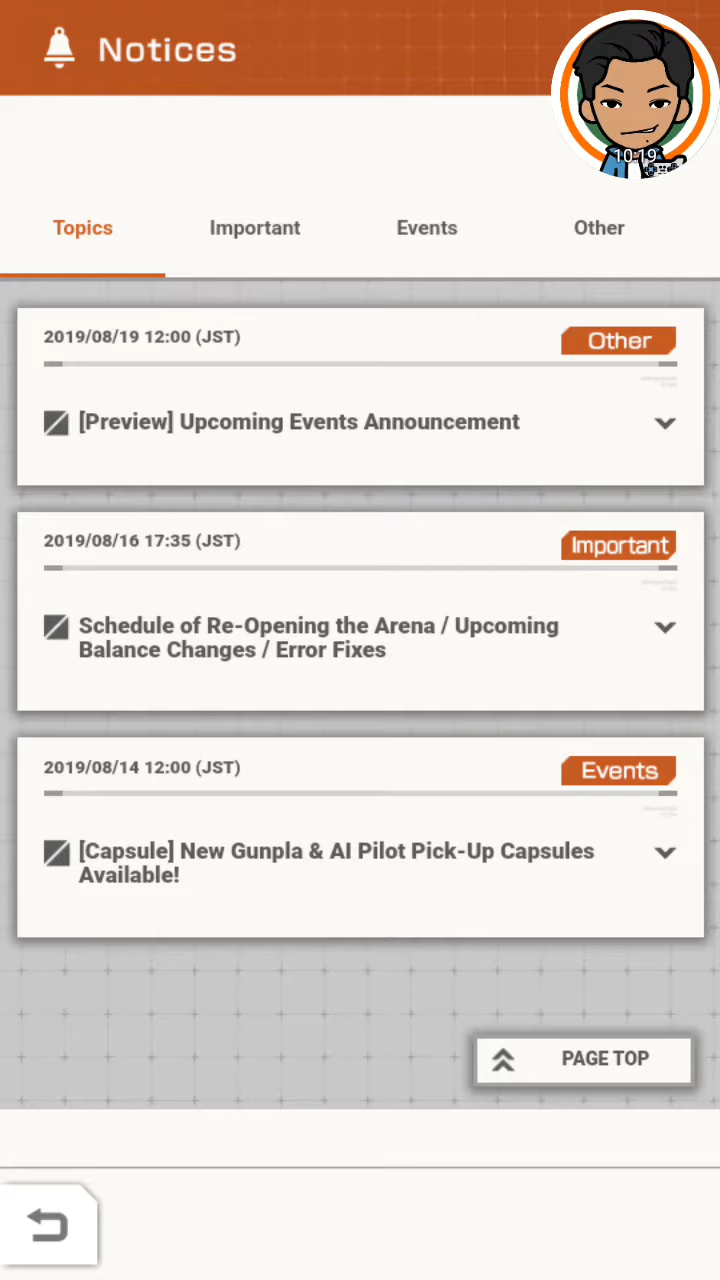 Notices
10:19
Topics
Important
Events
Other
2019/08/19 12:00 (JST)
Other
[Preview] Upcoming Events Announcement
2019/08/16 17:35 (JST)
Important
Schedule of Re-Opening the Arena / Upcoming
Balance Changes / Error Fixes
2019/08/14 12:00 (JST)
Events
[Capsule] New Gunpla & AI Pilot Pick-Up Capsules
Available!
PAGE TOP